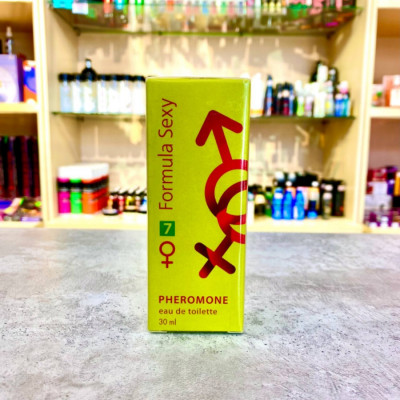 Formula Sexy
7
PHEROMONE
eau de toilette
30 ml